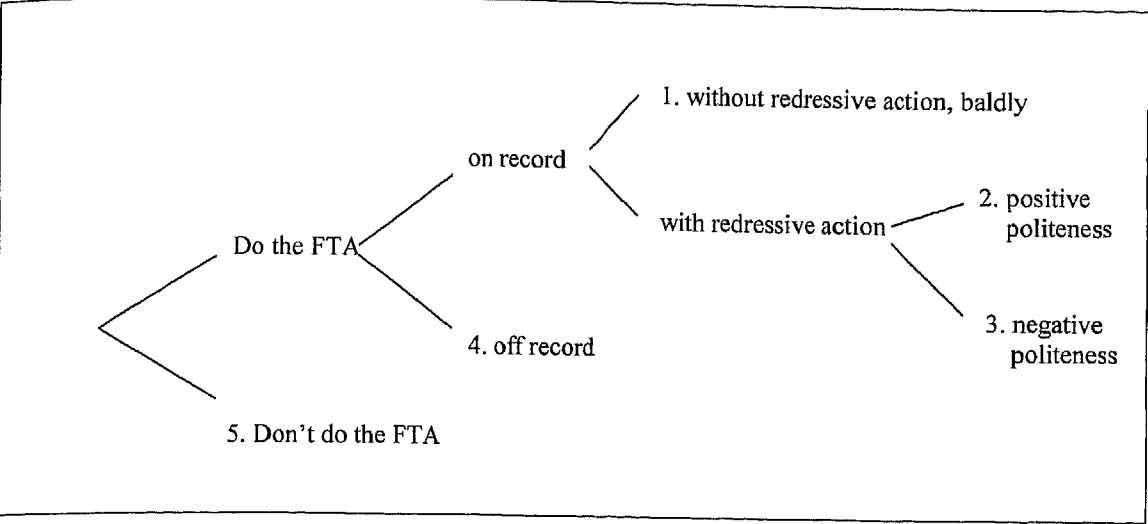 1. without redressive action, baldly
on record
2. positive
politeness
with redressive action
Do the FTA
3. negative
politeness
4. off record
5. Don't do the FTA